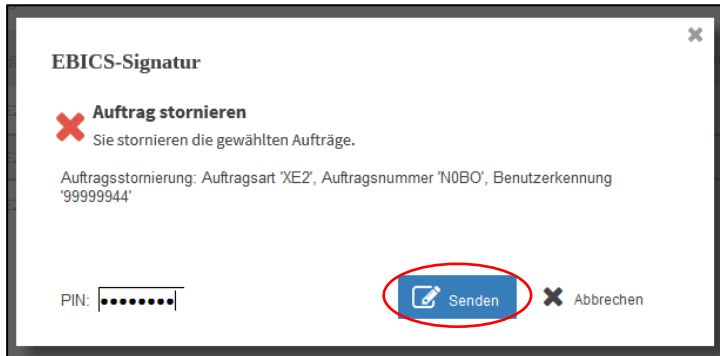 EBICS-Signatur
Auftrag stornieren
Sie stornieren die gewählten Aufträge.
Auftragsstornierung: Auftragsart 'XE2', Auftragsnummer 'N0BO', Benutzerkennung
'99999944'
PIN: ●●●●●●●●
Senden
Abbrechen